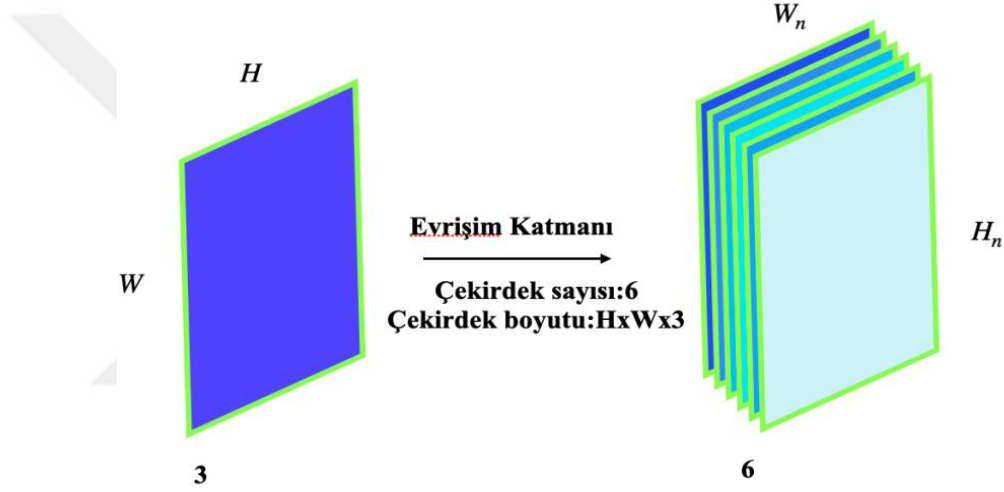 W_n
H
Evrişim Katmanı
H_n
W
Çekirdek sayısı:6
Çekirdek boyutu:HxWx3
3
6